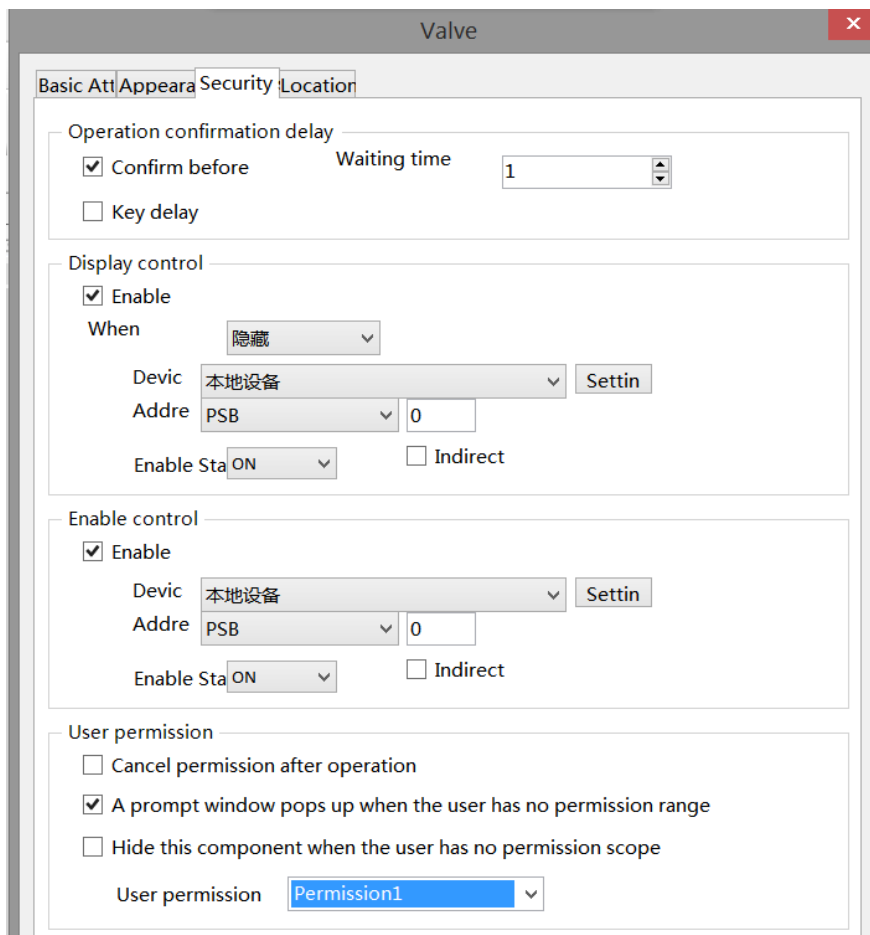 Valve
Basic Att Appeara Security Location
Operation confirmation delay
Confirm before Waiting time 1
Key delay
Display control
Enable
When 隐藏
Devic 本地设备 Settin
Addre PSB 0
Enable Sta ON Indirect
Enable control
Enable
Devic 本地设备 Settin
Addre PSB 0
Enable Sta ON Indirect
User permission
Cancel permission after operation
A prompt window pops up when the user has no permission range
Hide this component when the user has no permission scope
User permission Permission1